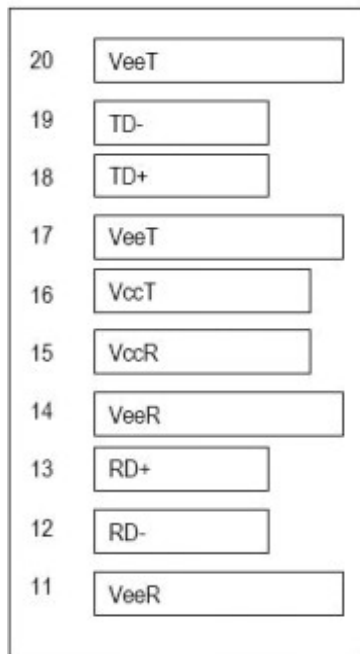 20 VeeT
19 TD-
18 TD+
17 VeeT
16 VccT
15 VccR
14 VeeR
13 RD+
12 RD-
11 VeeR